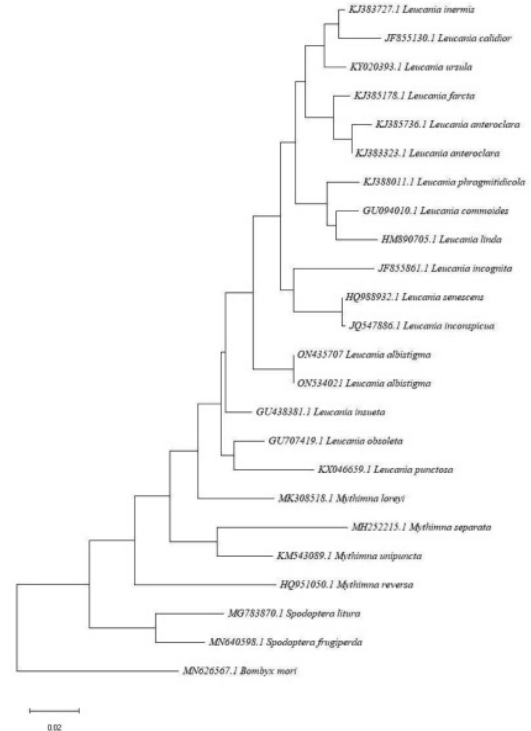 KJ383727.1 Leucania inermis
JF855130.1 Leucania calidior
KY020393.1 Leucania ursula
KJ385178.1 Leucania farcta
KJ385736.1 Leucania anteroclara
KJ383323.1 Leucania anteroclara
KJ388011.1 Leucania phragmitidicola
GU094010.1 Leucania commoides
HM890705.1 Leucania linda
JF855861.1 Leucania incognita
HQ988932.1 Leucania senescens
JQ547886.1 Leucania inconspicua
ON435707 Leucania albistigma
ON534021 Leucania albistigma
GU438381.1 Leucania insueta
GU707419.1 Leucania obsoleta
KX046659.1 Leucania punctosa
MK308518.1 Mythimna loreyi
MH252215.1 Mythimna separata
KM543089.1 Mythimna unipuncta
HQ951050.1 Mythimna reversa
MG783870.1 Spodoptera litura
MN640598.1 Spodoptera frugiperda
MN626567.1 Bombyx mori
0.02